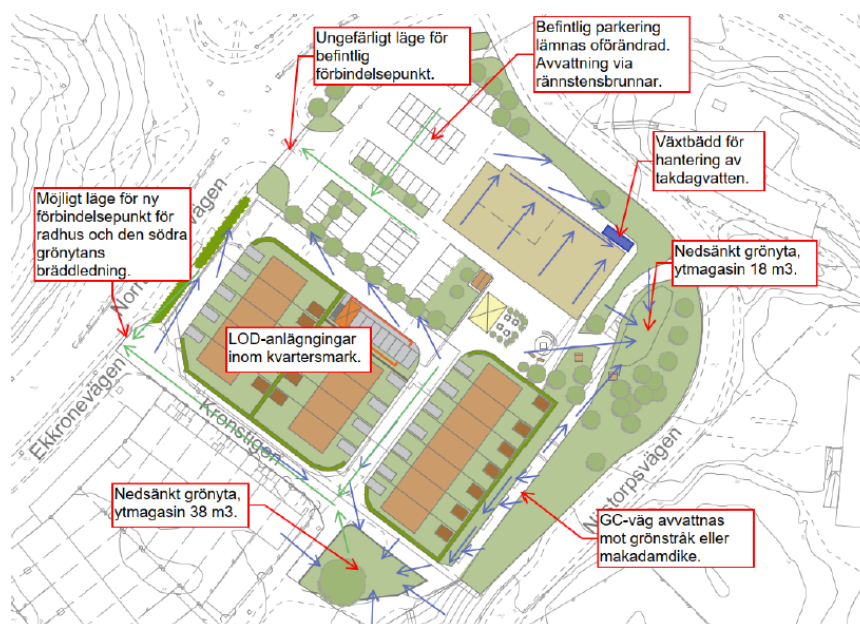 Ungefärligt läge för
befintlig
förbindelsepunkt.
Befintlig parkering
lämnas oförändrad.
Avvattning via
rännstensbrunnar.
Växtbädd för
hantering av
takdagvatten.
Möjligt läge för ny
förbindelsepunkt för
radhus och den södra
grönytans
bräddledning.
Nedsänkt grönyta,
ytmagasin 18 m3.
LOD-anlägngingar
inom kvartersmark.
Ekkronevägen
Kronstigen
Nedsänkt grönyta,
ytmagasin 38 m3.
GC-väg avvattnas
mot grönstråk eller
makadamdike.